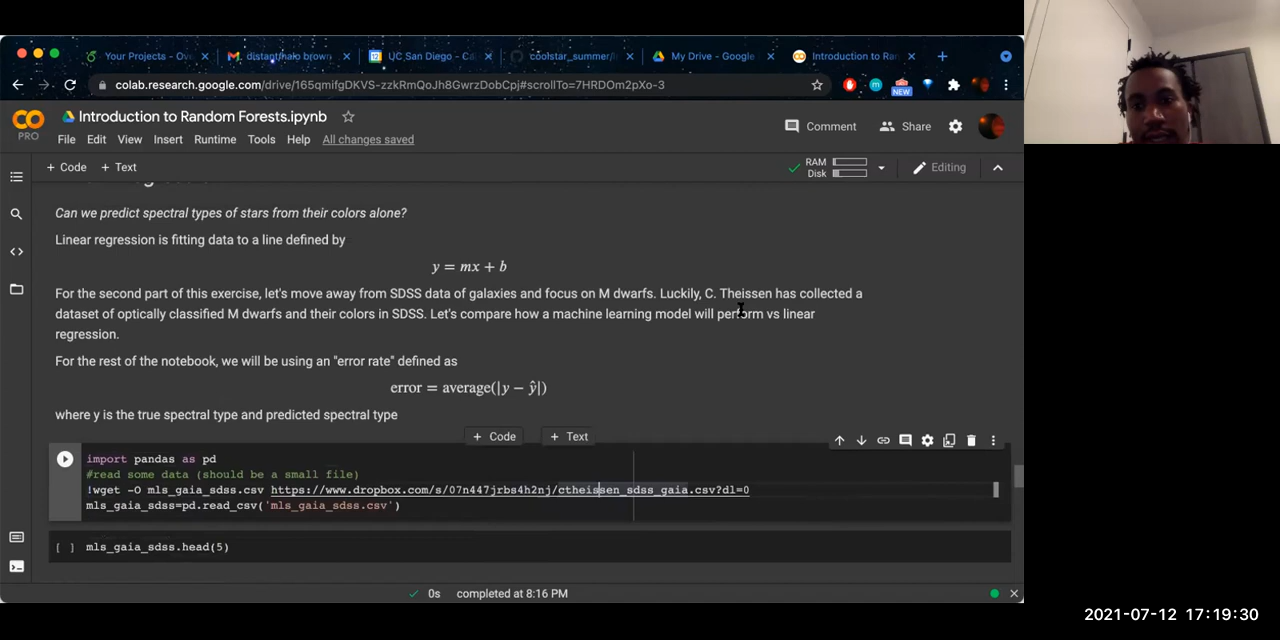 Your Projects - Ove
distant/halo brown
UC San Diego - Ca
coolstar_summer/i
My Drive - Google
Introduction to Ra
colab.research.google.com/drive/165qmifgDKVS-zzkRmQoJh8GwrzDobCpj#scrollTo=7HRDOm2pXo-3
NEW
CO
PRO
Introduction to Random Forests.ipynb
Comment
Share
File Edit View Insert Runtime Tools Help All changes saved
+ Code + Text
RAM
Disk
Editing
Can we predict spectral types of stars from their colors alone?
Linear regression is fitting data to a line defined by
y = mx + b
For the second part of this exercise, let's move away from SDSS data of galaxies and focus on M dwarfs. Luckily, C. Theissen has collected a
dataset of optically classified M dwarfs and their colors in SDSS. Let's compare how a machine learning model will perform vs linear
regression.
For the rest of the notebook, we will be using an "error rate" defined as
error = average(|y − ŷ|)
where y is the true spectral type and predicted spectral type
+ Code + Text
import pandas as pd
#read some data (should be a small file)
!wget -O mls_gaia_sdss.csv https://www.dropbox.com/s/07n447jrbs4h2nj/ctheissen_sdss_gaia.csv?dl=0
mls_gaia_sdss=pd.read_csv('mls_gaia_sdss.csv')
[ ] mls_gaia_sdss.head(5)
0s completed at 8:16 PM
2021-07-12 17:19:30